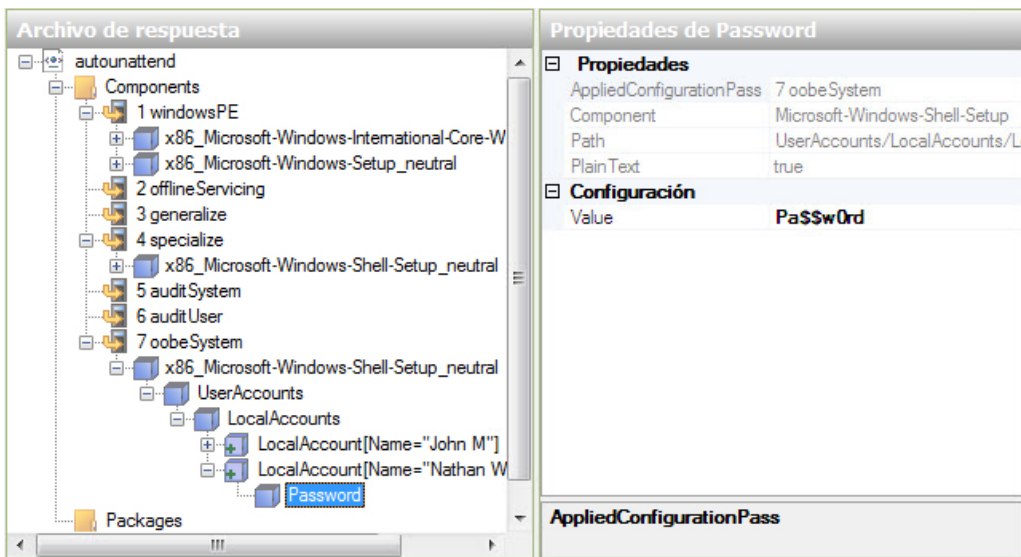 Archivo de respuesta
autounattend
Components
1 windowsPE
x86_Microsoft-Windows-International-Core-W
x86_Microsoft-Windows-Setup_neutral
2 offlineServicing
3 generalize
4 specialize
x86_Microsoft-Windows-Shell-Setup_neutral
5 auditSystem
6 auditUser
7 oobeSystem
x86_Microsoft-Windows-Shell-Setup_neutral
UserAccounts
LocalAccounts
LocalAccount[Name="John M"]
LocalAccount[Name="Nathan W
Password
Packages
Propiedades de Password
Propiedades
AppliedConfigurationPass 7 oobeSystem
Component Microsoft-Windows-Shell-Setup
Path UserAccounts/LocalAccounts/L
PlainText true
Configuración
Value Pa$$w0rd
AppliedConfigurationPass